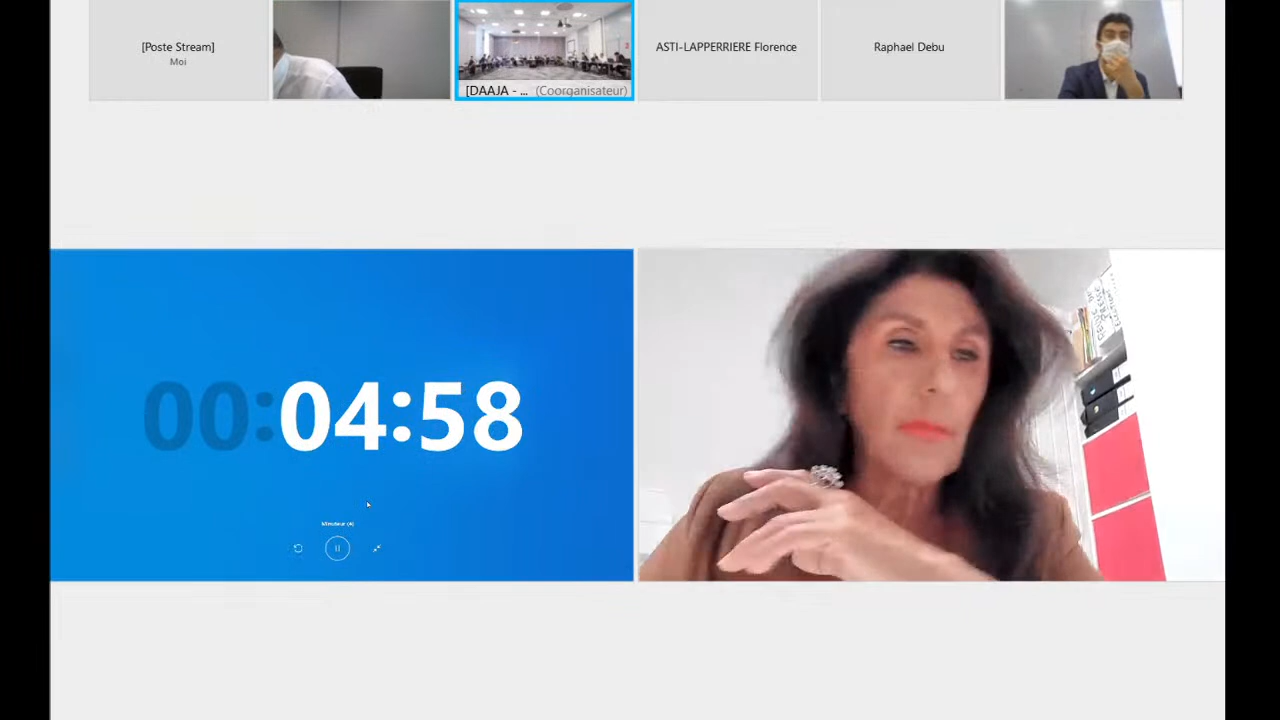 [Poste Stream]
Moi
[DAAJA - ... (Coorganisateur)
ASTI-LAPPERRIERE Florence
Raphael Debu
00:04:58